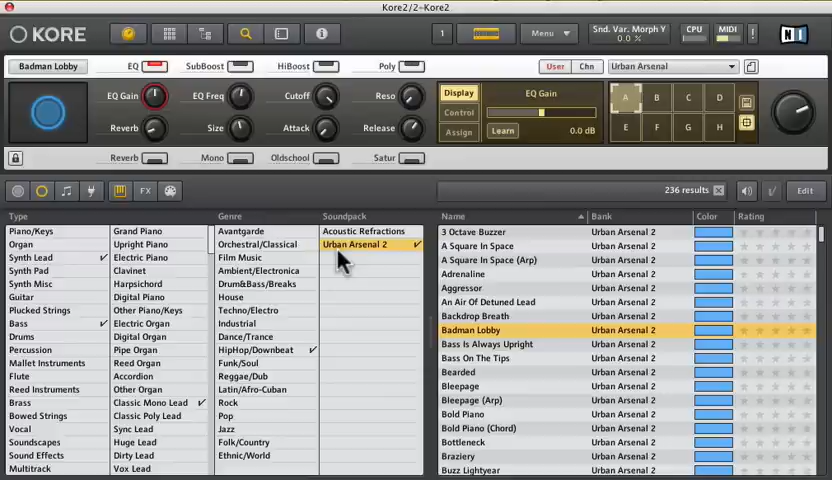 Kore2/2~Kore2
KORE
1
Menu
Snd. Var. Morph Y
0.0 %
CPU
MIDI
!
NI
Badman Lobby
EQ
SubBoost
HiBoost
Poly
User
Chn
Urban Arsenal
EQ Gain
EQ Freq
Cutoff
Reso
Display
EQ Gain
A B C D
Control
Reverb
Size
Attack
Release
Assign
Learn
0.0 dB
E F G H
Reverb
Mono
Oldschool
Satur
FX
236 results
Edit
Type Genre Soundpack Name Bank Color Rating
Piano/Keys Grand Piano Avantgarde Acoustic Refractions 3 Octave Buzzer Urban Arsenal 2
Organ Upright Piano Orchestral/Classical Urban Arsenal 2 A Square In Space Urban Arsenal 2
Synth Lead Electric Piano Film Music A Square In Space (Arp) Urban Arsenal 2
Synth Pad Clavinet Ambient/Electronica Adrenaline Urban Arsenal 2
Synth Misc Harpsichord Drum&Bass/Breaks Aggressor Urban Arsenal 2
Guitar Digital Piano House An Air Of Detuned Lead Urban Arsenal 2
Plucked Strings Other Piano/Keys Techno/Electro Backdrop Breath Urban Arsenal 2
Bass Electric Organ Industrial Badman Lobby Urban Arsenal 2
Drums Digital Organ Dance/Trance Bass Is Always Upright Urban Arsenal 2
Percussion Pipe Organ HipHop/Downbeat Bass On The Tips Urban Arsenal 2
Mallet Instruments Reed Organ Funk/Soul Bearded Urban Arsenal 2
Flute Accordion Reggae/Dub Bleepage Urban Arsenal 2
Reed Instruments Other Organ Latin/Afro-Cuban Bleepage (Arp) Urban Arsenal 2
Brass Classic Mono Lead Rock Bold Piano Urban Arsenal 2
Bowed Strings Classic Poly Lead Pop Bold Piano (Chord) Urban Arsenal 2
Vocal Sync Lead Jazz Bottleneck Urban Arsenal 2
Soundscapes Huge Lead Folk/Country Braziery Urban Arsenal 2
Sound Effects Dirty Lead Ethnic/World Buzz Lightyear Urban Arsenal 2
Multitrack Vox Lead